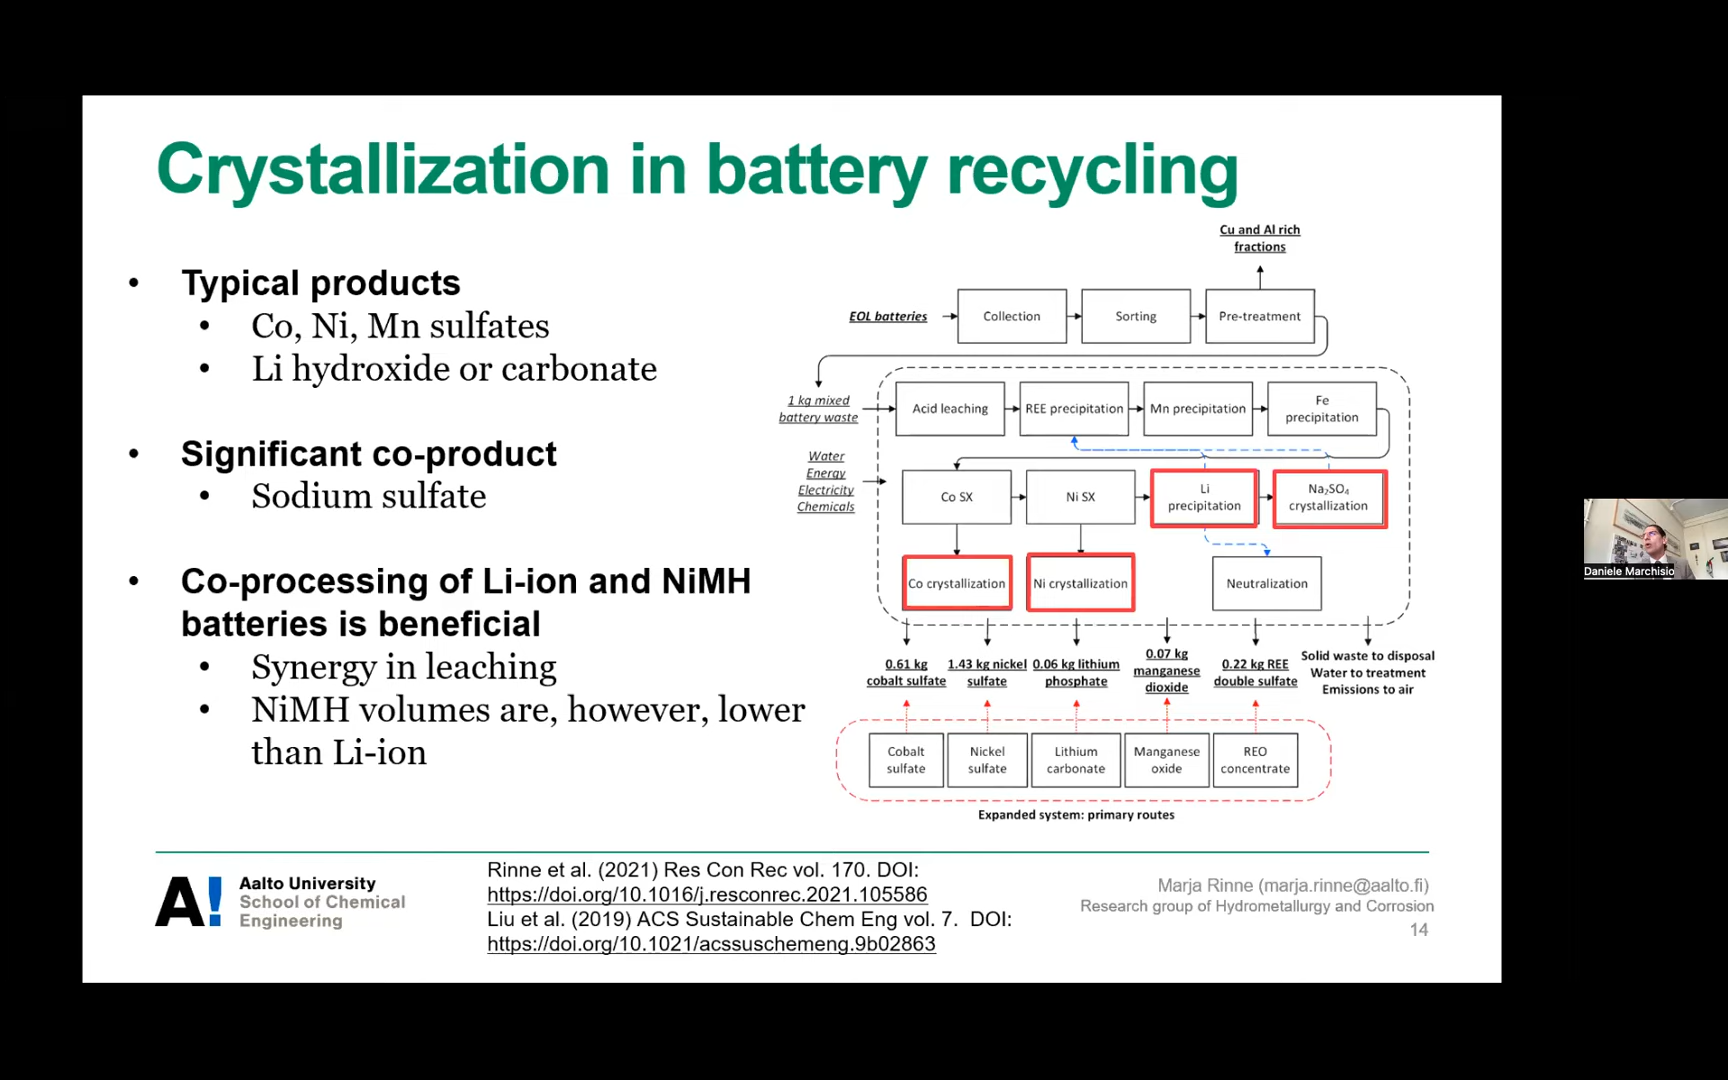 Crystallization in battery recycling
• Typical products
• Co, Ni, Mn sulfates
• Li hydroxide or carbonate
• Significant co-product
• Sodium sulfate
• Co-processing of Li-ion and NiMH
batteries is beneficial
• Synergy in leaching
• NiMH volumes are, however, lower
than Li-ion
Cu and Al rich
fractions
EOL batteries
Collection
Sorting
Pre-treatment
1 kg mixed
battery waste
Acid leaching
REE precipitation
Mn precipitation
Fe
precipitation
Water
Energy
Electricity
Chemicals
Co SX
Ni SX
Li
precipitation
Na₂SO₄
crystallization
Co crystallization
Ni crystallization
Neutralization
0.61 kg
cobalt sulfate
1.43 kg nickel
sulfate
0.06 kg lithium
phosphate
0.07 kg
manganese
dioxide
0.22 kg REE
double sulfate
Solid waste to disposal
Water to treatment
Emissions to air
Cobalt
sulfate
Nickel
sulfate
Lithium
carbonate
Manganese
oxide
REO
concentrate
Expanded system: primary routes
A!
Aalto University
School of Chemical
Engineering
Rinne et al. (2021) Res Con Rec vol. 170. DOI:
https://doi.org/10.1016/j.resconrec.2021.105586
Liu et al. (2019) ACS Sustainable Chem Eng vol. 7. DOI:
https://doi.org/10.1021/acssuschemeng.9b02863
Marja Rinne (marja.rinne@aalto.fi)
Research group of Hydrometallurgy and Corrosion
14
Daniele Marchisio